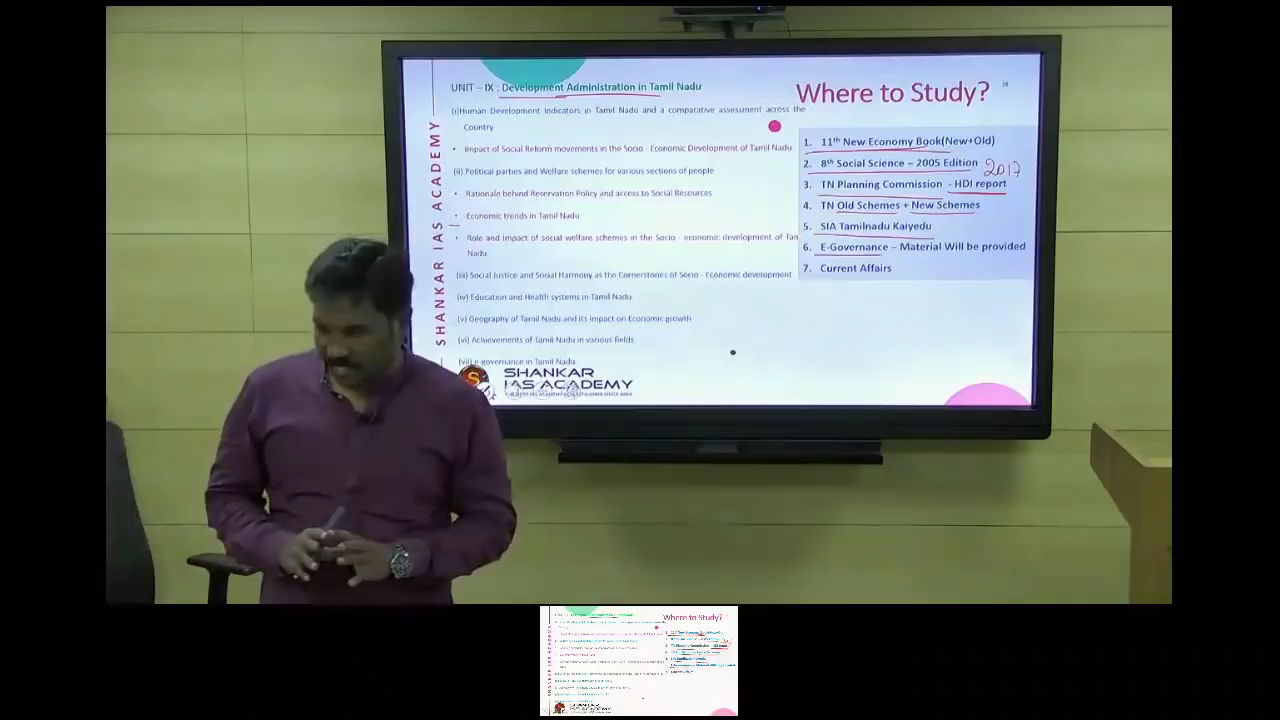 UNIT – IX : Development Administration in Tamil Nadu
(i)Human Development Indicators in Tamil Nadu and a comparative assessment across the
Country
• Impact of Social Reform movements in the Socio - Economic Development of Tamil Nadu
(ii) Political parties and Welfare schemes for various sections of people
• Rationale behind Reservation Policy and access to Social Resources
• Economic trends in Tamil Nadu
• Role and impact of social welfare schemes in the Socio - economic development of Tam
Nadu
(iii) Social Justice and Social Harmony as the Cornerstones of Socio - Economic development
(iv) Education and Health systems in Tamil Nadu
(v) Geography of Tamil Nadu and its impact on Economic growth
(vi) Achievements of Tamil Nadu in various fields
(vii) e governance in Tamil Nadu
SHANKAR IAS ACADEMY
SHANKAR
IAS ACADEMY
Where to Study?
1. 11th New Economy Book(New+Old)
2. 8th Social Science – 2005 Edition
2017
3. TN Planning Commission - HDI report
4. TN Old Schemes + New Schemes
5. SIA Tamilnadu Kaiyedu
6. E-Governance – Material Will be provided
7. Current Affairs
Where to Study?
SHANKAR
IAS ACADEMY